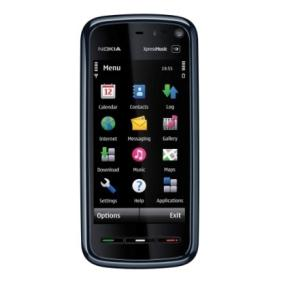 NOKIA XpressMusic
Menu 14:55
12
Calendar Contacts Log
Internet Messaging Gallery
Download Music Maps
Settings Help Applications
Options Exit